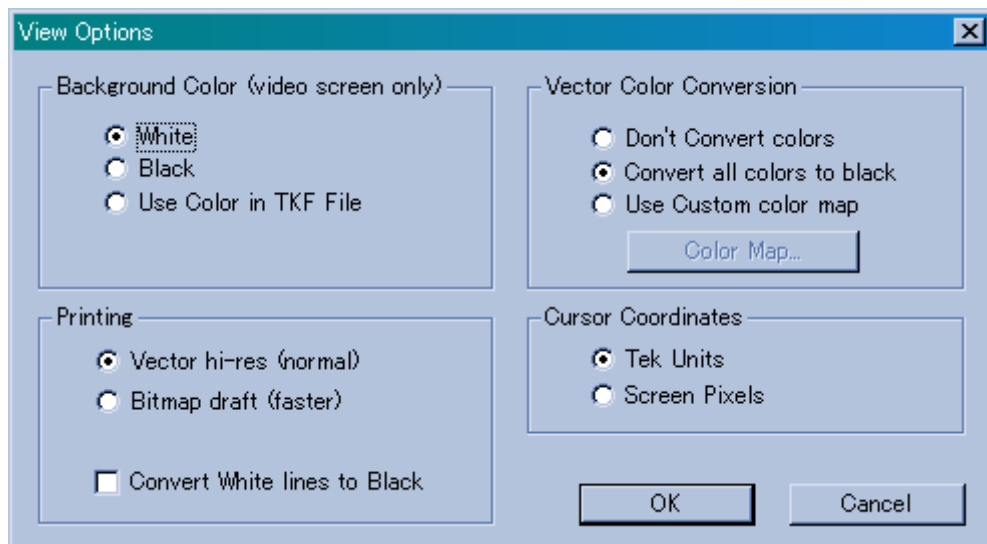 View Options
Background Color (video screen only)
White
Black
Use Color in TKF File
Vector Color Conversion
Don't Convert colors
Convert all colors to black
Use Custom color map
Color Map...
Printing
Vector hi-res (normal)
Bitmap draft (faster)
Convert White lines to Black
Cursor Coordinates
Tek Units
Screen Pixels
OK
Cancel